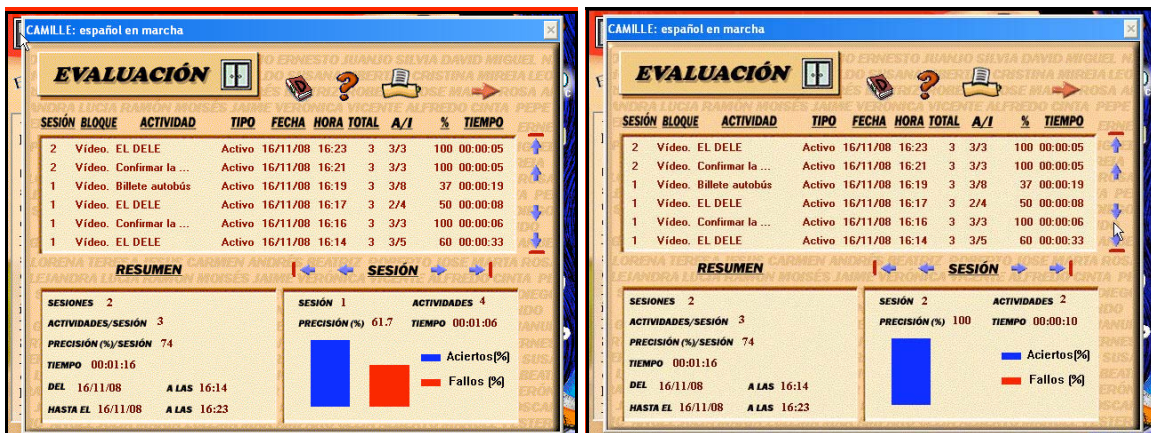 CAMILLE: español en marcha
EVALUACIÓN
SESIÓN BLOQUE ACTIVIDAD TIPO FECHA HORA TOTAL A/I % TIEMPO
2 Vídeo. EL DELE Activo 16/11/08 16:23 3 3/3 100 00:00:05
2 Vídeo. Confirmar la ... Activo 16/11/08 16:21 3 3/3 100 00:00:05
1 Vídeo. Billete autobús Activo 16/11/08 16:19 3 3/8 37 00:00:19
1 Vídeo. EL DELE Activo 16/11/08 16:17 3 2/4 50 00:00:08
1 Vídeo. Confirmar la ... Activo 16/11/08 16:16 3 3/3 100 00:00:06
1 Vídeo. EL DELE Activo 16/11/08 16:14 3 3/5 60 00:00:33
RESUMEN
SESIÓN
SESIONES 2
ACTIVIDADES/SESIÓN 3
PRECISIÓN(%)/SESIÓN 74
TIEMPO 00:01:16
DEL 16/11/08 A LAS 16:14
HASTA EL 16/11/08 A LAS 16:23
SESIÓN 1 ACTIVIDADES 4
PRECISIÓN(%) 61.7 TIEMPO 00:01:06
Aciertos(%)
Fallos (%)
CAMILLE: español en marcha
EVALUACIÓN
SESIÓN BLOQUE ACTIVIDAD TIPO FECHA HORA TOTAL A/I % TIEMPO
2 Vídeo. EL DELE Activo 16/11/08 16:23 3 3/3 100 00:00:05
2 Vídeo. Confirmar la ... Activo 16/11/08 16:21 3 3/3 100 00:00:05
1 Vídeo. Billete autobús Activo 16/11/08 16:19 3 3/8 37 00:00:19
1 Vídeo. EL DELE Activo 16/11/08 16:17 3 2/4 50 00:00:08
1 Vídeo. Confirmar la ... Activo 16/11/08 16:16 3 3/3 100 00:00:06
1 Vídeo. EL DELE Activo 16/11/08 16:14 3 3/5 60 00:00:33
RESUMEN
SESIÓN
SESIONES 2
ACTIVIDADES/SESIÓN 3
PRECISIÓN(%)/SESIÓN 74
TIEMPO 00:01:16
DEL 16/11/08 A LAS 16:14
HASTA EL 16/11/08 A LAS 16:23
SESIÓN 2 ACTIVIDADES 2
PRECISIÓN(%) 100 TIEMPO 00:00:10
Aciertos(%)
Fallos (%)